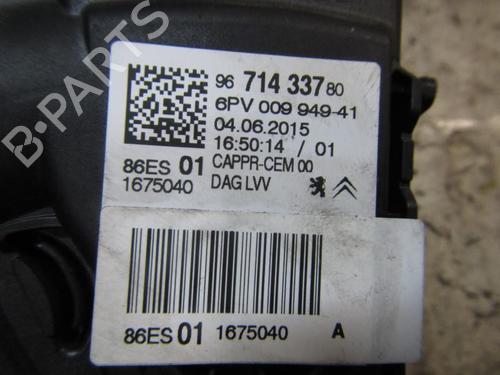 96 714 337 80
6PV 009 949-41
04.06.2015
16:50:14 / 01
86ES 01 CAPPR-CEM 00
1675040 DAG LVV
86ES 01 1675040 A
B-PARTS